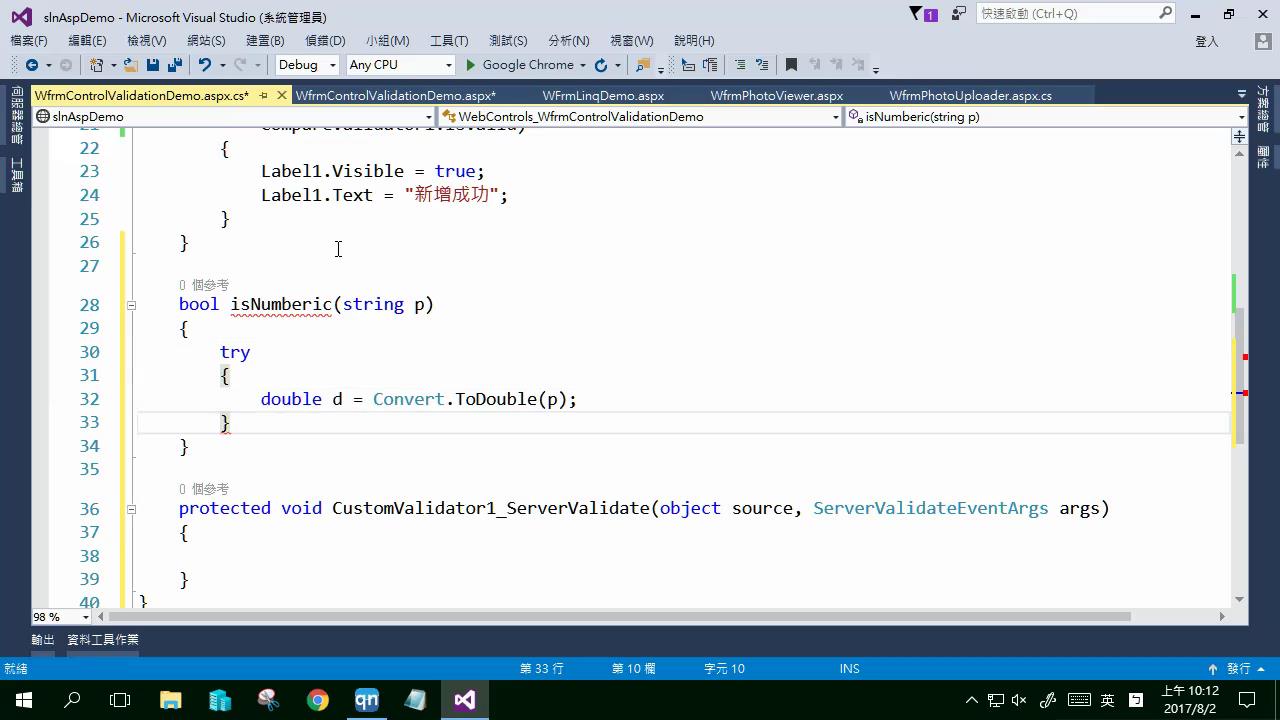 slnAspDemo - Microsoft Visual Studio (系統管理員)
1
快速啟動 (Ctrl+Q)
檔案(F) 編輯(E) 檢視(V) 網站(S) 建置(B) 偵錯(D) 小組(M) 工具(T) 測試(S) 分析(N) 視窗(W) 說明(H)
登入
Debug Any CPU Google Chrome
WfrmControlValidationDemo.aspx.cs* WfrmControlValidationDemo.aspx* WFrmLinqDemo.aspx WfrmPhotoViewer.aspx WfrmPhotoUploader.aspx.cs
slnAspDemo WebControls_WfrmControlValidationDemo isNumberic(string p)
伺服器總管
工具箱
方案總管
屬性
22 {
23 Label1.Visible = true;
24 Label1.Text = "新增成功";
25 }
26 }
27
0 個參考
28 bool isNumberic(string p)
29 {
30 try
31 {
32 double d = Convert.ToDouble(p);
33 }
34 }
35
0 個參考
36 protected void CustomValidator1_ServerValidate(object source, ServerValidateEventArgs args)
37 {
38
39 }
40 }
98 %
輸出 資料工具作業
就緒 第 33 行 第 10 欄 字元 10 INS 發行
qn
英
上午 10:12
2017/8/2